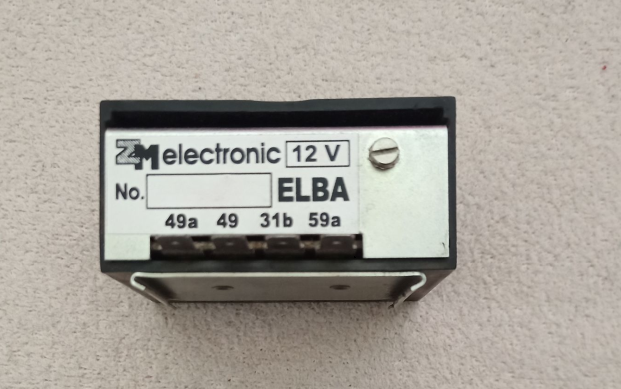 ZM electronic 12 V
No. ELBA
49a 49 31b 59a